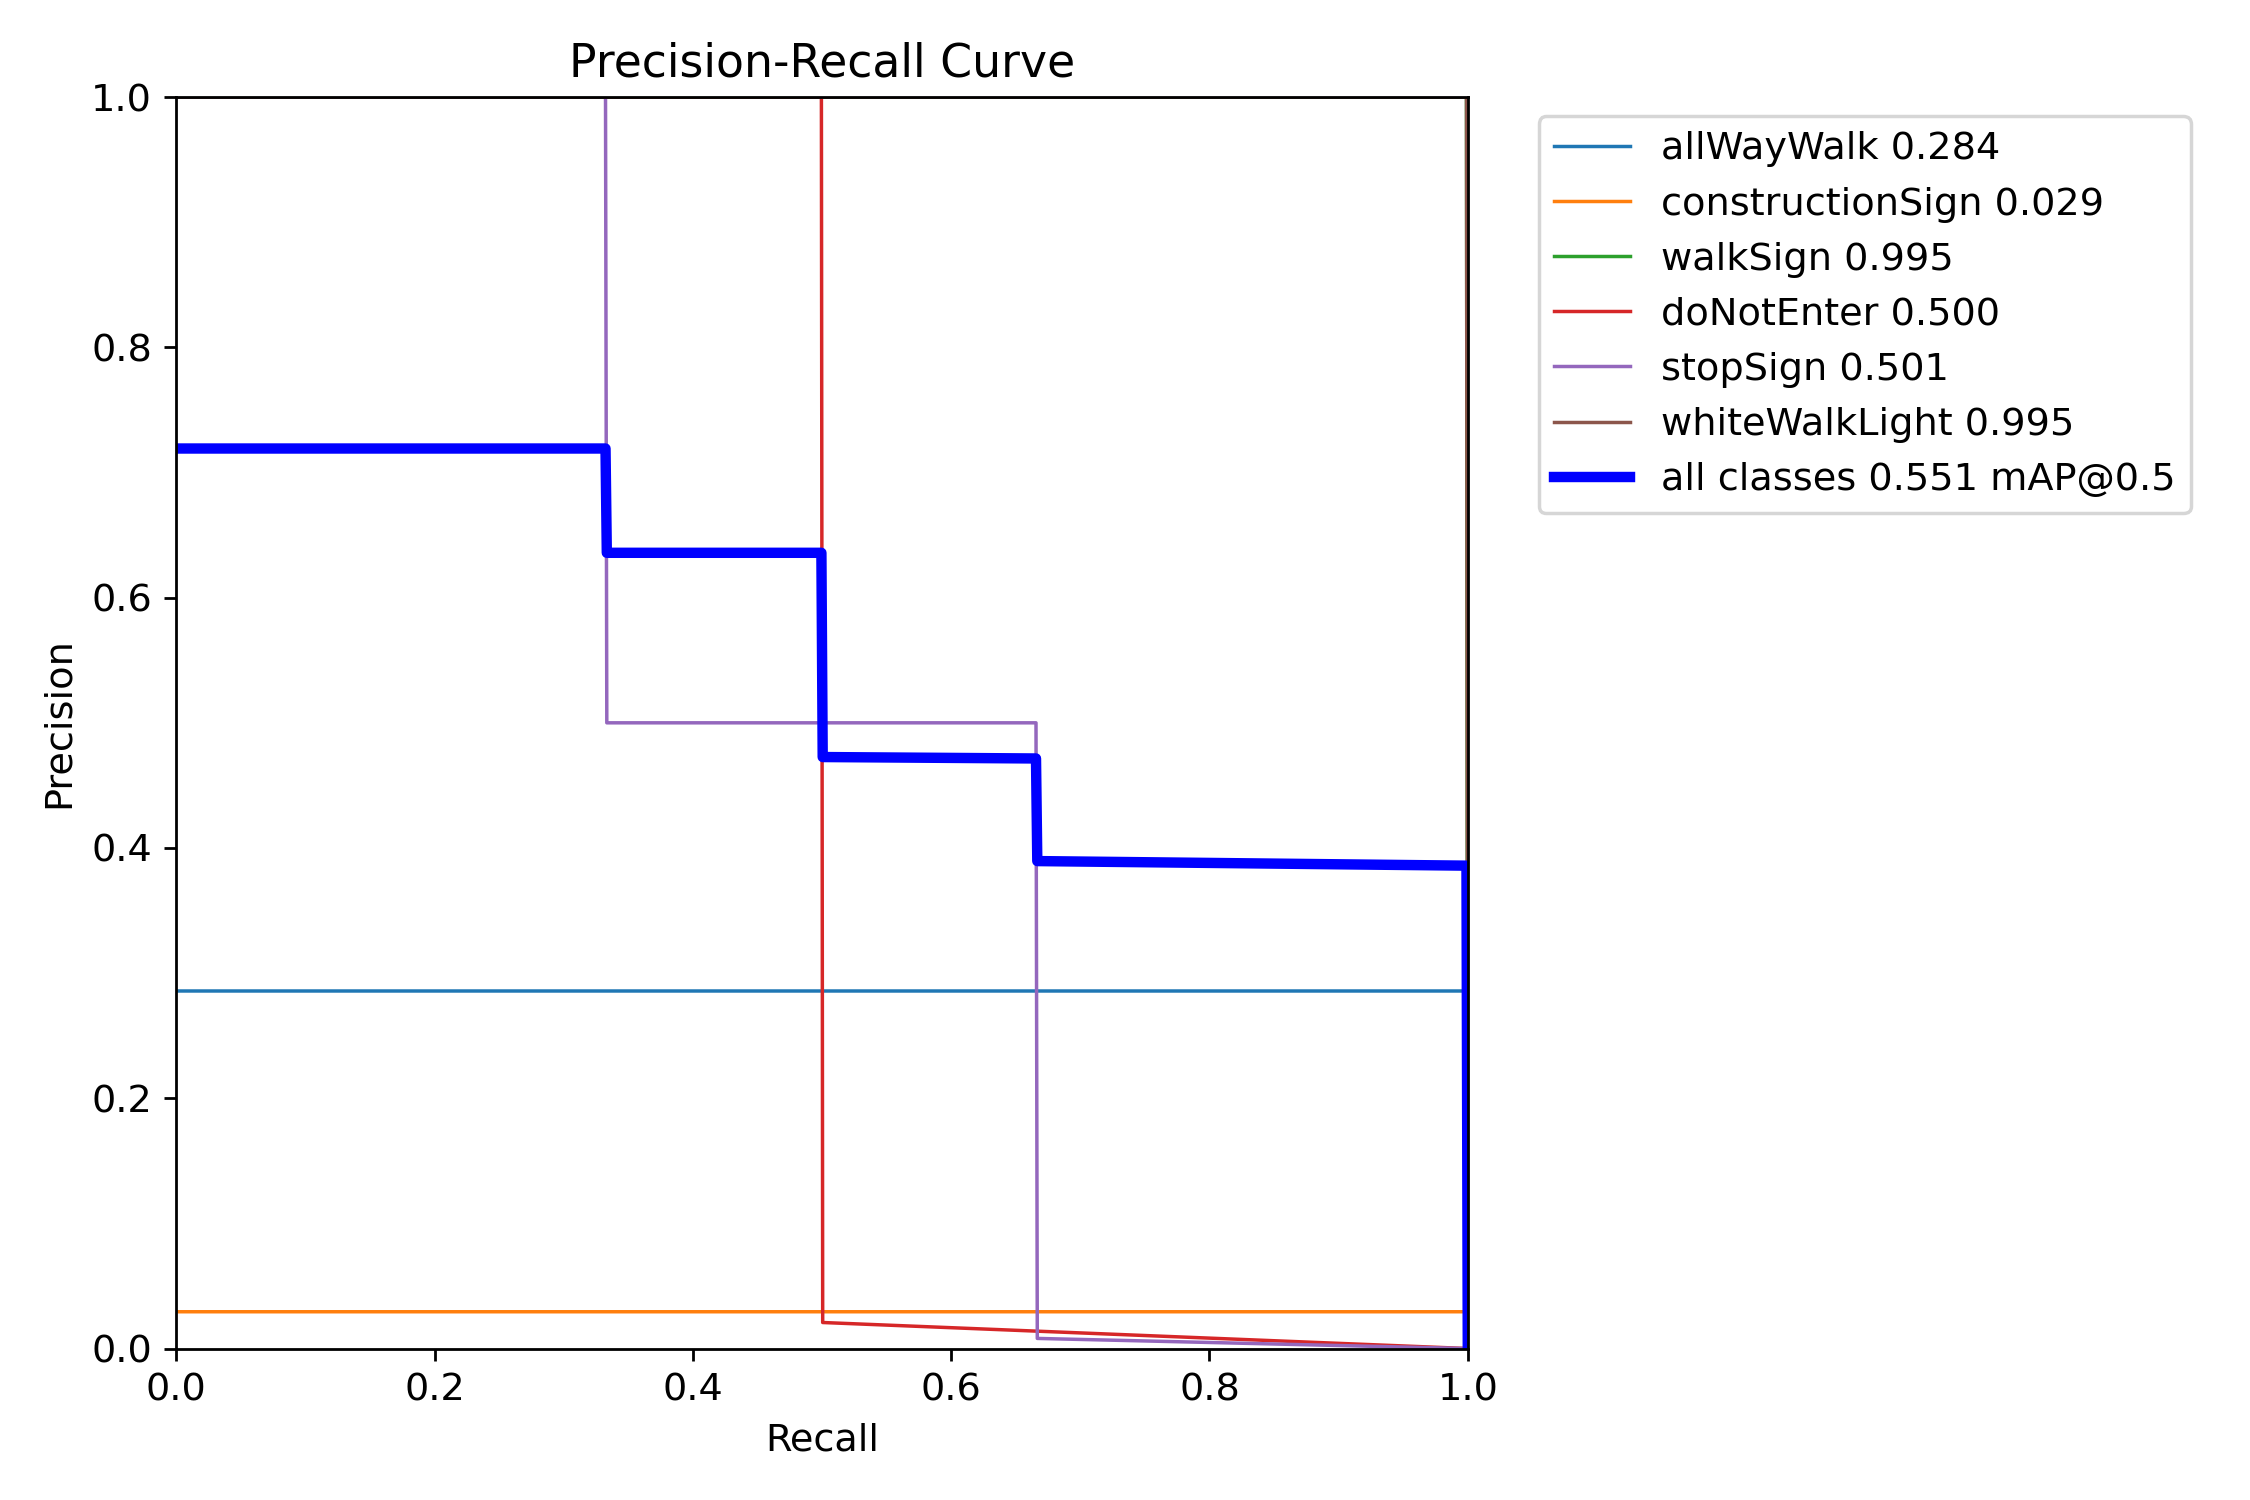 Precision-Recall Curve
1.0
0.8
0.6
0.4
0.2
0.0
Precision
0.0 0.2 0.4 0.6 0.8 1.0
Recall
allWayWalk 0.284
constructionSign 0.029
walkSign 0.995
doNotEnter 0.500
stopSign 0.501
whiteWalkLight 0.995
all classes 0.551 mAP@0.5